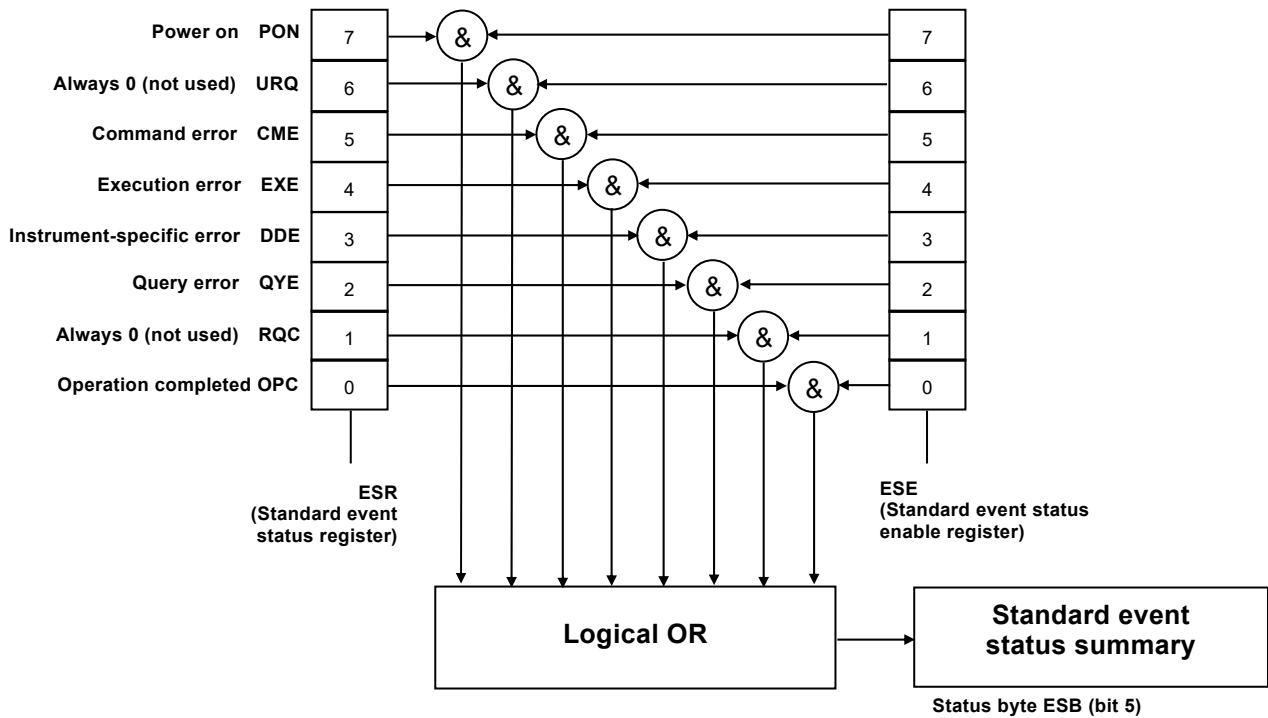 Power on PON 7 & 7
Always 0 (not used) URQ 6 & 6
Command error CME 5 & 5
Execution error EXE 4 & 4
Instrument-specific error DDE 3 & 3
Query error QYE 2 & 2
Always 0 (not used) RQC 1 & 1
Operation completed OPC 0 & 0
ESR
(Standard event
status register)
ESE
(Standard event status
enable register)
Logical OR
Standard event
status summary
Status byte ESB (bit 5)